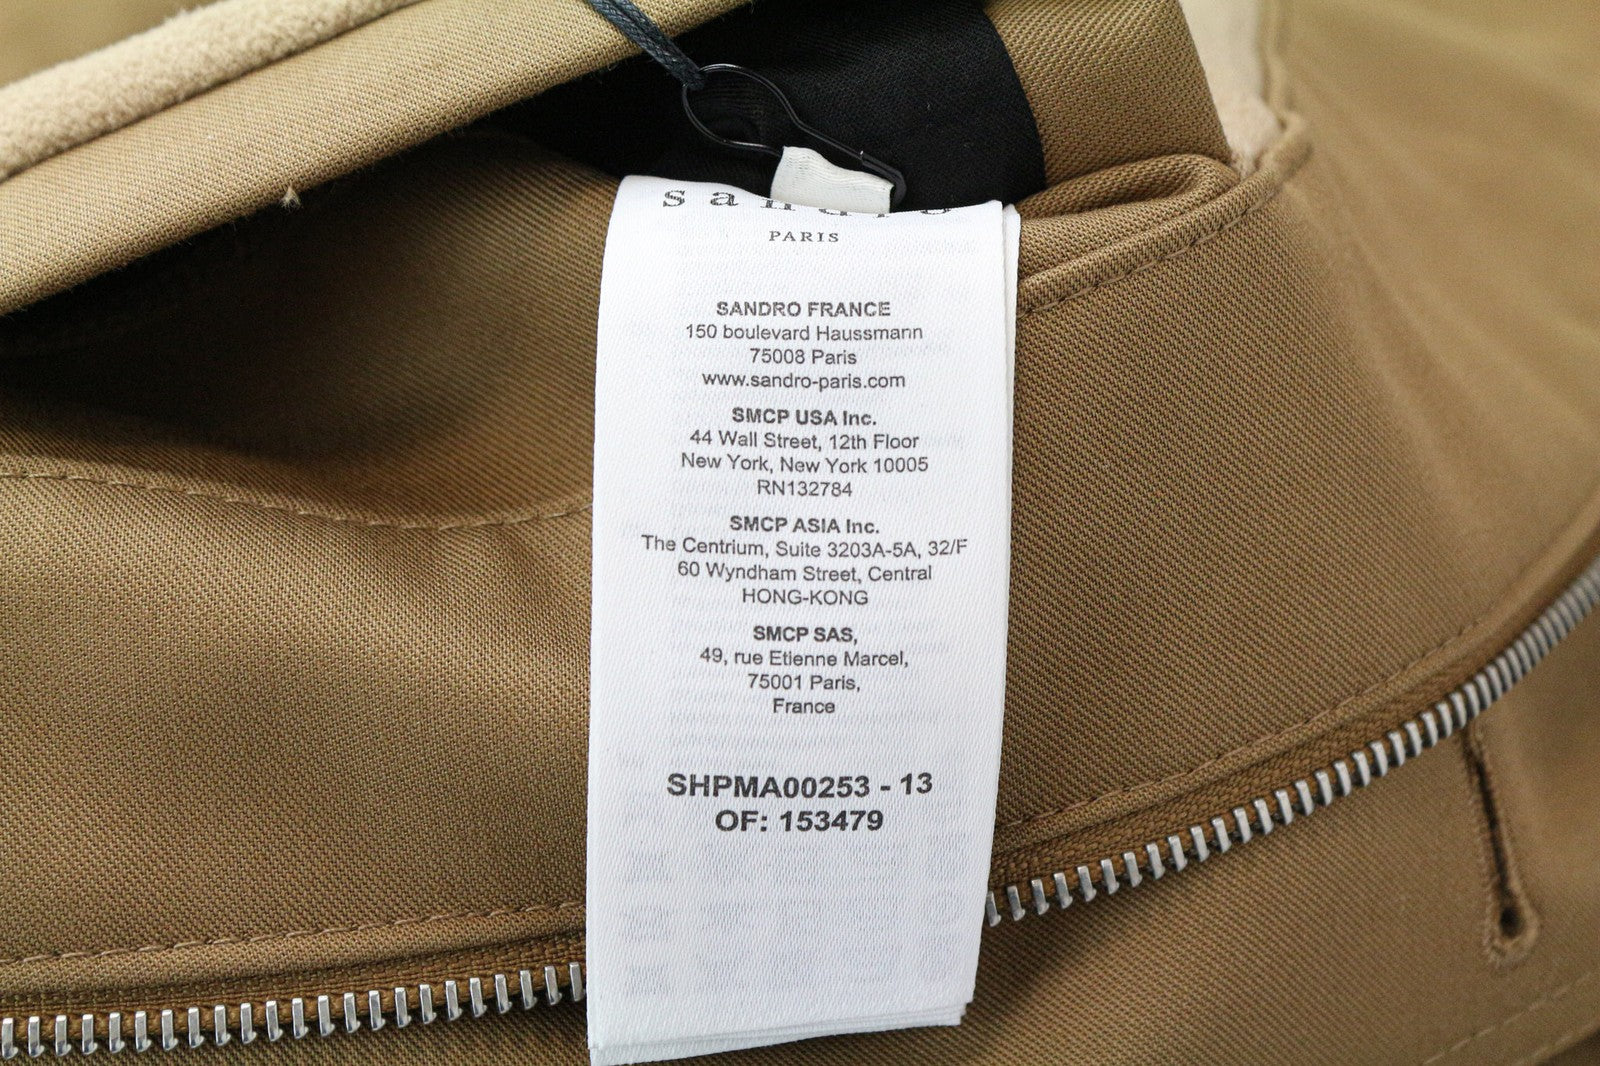 sandro
PARIS
SANDRO FRANCE
150 boulevard Haussmann
75008 Paris
www.sandro-paris.com
SMCP USA Inc.
44 Wall Street, 12th Floor
New York, New York 10005
RN132784
SMCP ASIA Inc.
The Centrium, Suite 3203A-5A, 32/F
60 Wyndham Street, Central
HONG-KONG
SMCP SAS,
49, rue Etienne Marcel,
75001 Paris,
France
SHPMA00253 - 13
OF: 153479